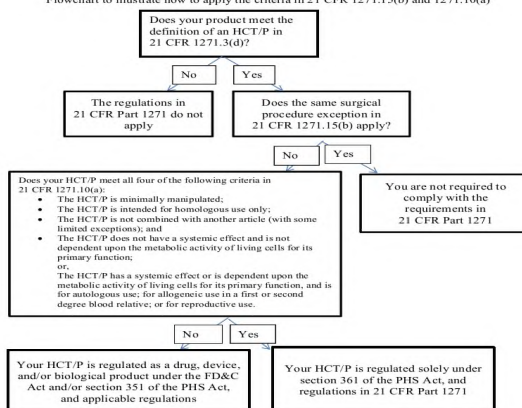 Flowchart to illustrate how to apply the criteria in 21 CFR 1271.15(b) and 1271.10(a)
Does your product meet the
definition of an HCT/P in
21 CFR 1271.3(d)?
No
Yes
The regulations in
21 CFR Part 1271 do not
apply
Does the same surgical
procedure exception in
21 CFR 1271.15(b) apply?
No
Yes
Does your HCT/P meet all four of the following criteria in
21 CFR 1271.10(a):
• The HCT/P is minimally manipulated;
• The HCT/P is intended for homologous use only;
• The HCT/P is not combined with another article (with some
limited exceptions); and
• The HCT/P does not have a systemic effect and is not
dependent upon the metabolic activity of living cells for its
primary function;
or,
The HCT/P has a systemic effect or is dependent upon the
metabolic activity of living cells for its primary function, and is
for autologous use; for allogeneic use in a first or second
degree blood relative; or for reproductive use.
You are not required to
comply with the
requirements in
21 CFR Part 1271
No
Yes
Your HCT/P is regulated as a drug, device,
and/or biological product under the FD&C
Act and/or section 351 of the PHS Act,
and applicable regulations
Your HCT/P is regulated solely under
section 361 of the PHS Act, and
regulations in 21 CFR Part 1271